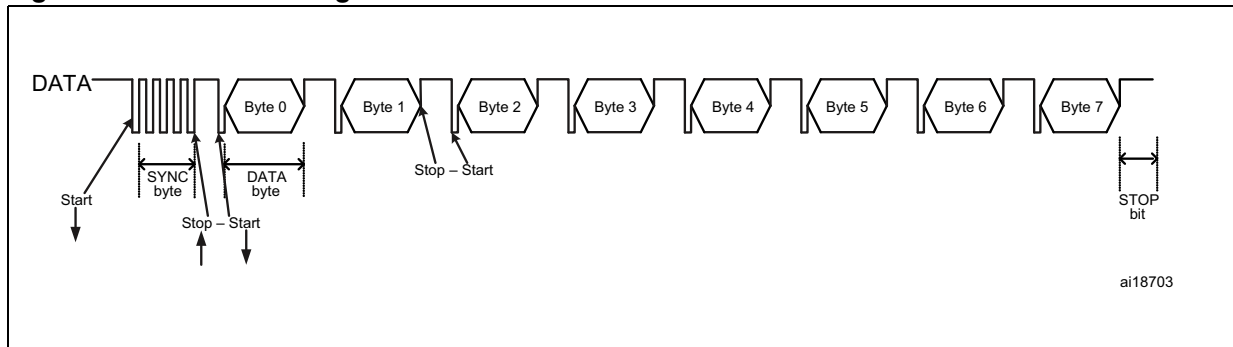 DATA
Byte 0
Byte 1
Byte 2
Byte 3
Byte 4
Byte 5
Byte 6
Byte 7
SYNC
byte
DATA
byte
Stop – Start
Start
Stop – Start
STOP
bit
ai18703